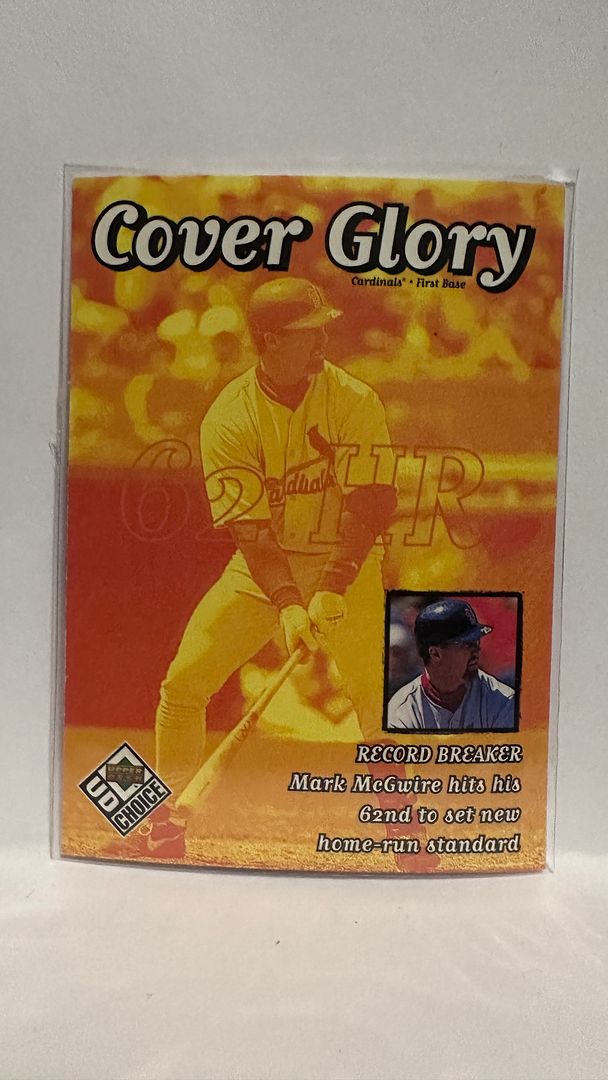 Cover Glory
Cardinals® • First Base
Cardinals
62 HR
RECORD BREAKER
Mark McGwire hits his
62nd to set new
home-run standard
UPPER DECK
UD CHOICE